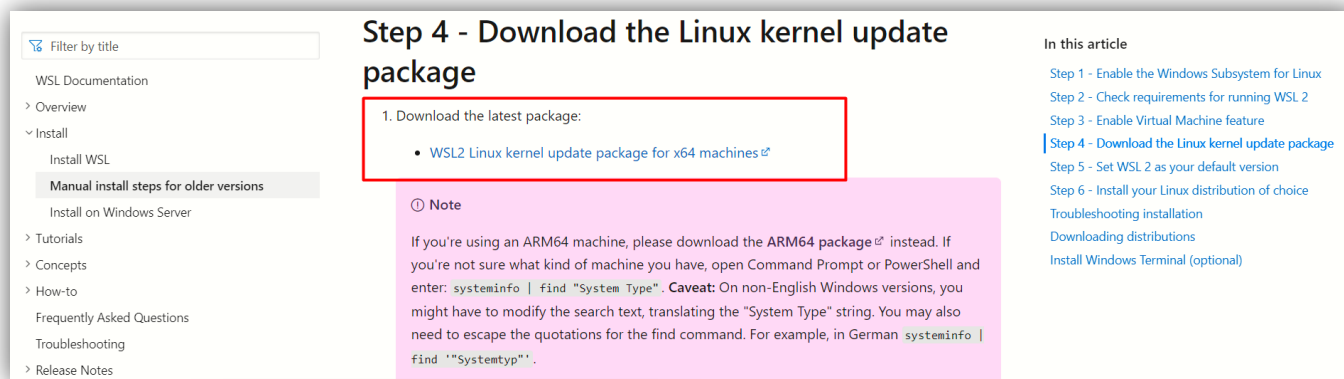 Filter by title
WSL Documentation
Overview
Install
Install WSL
Manual install steps for older versions
Install on Windows Server
Tutorials
Concepts
How-to
Frequently Asked Questions
Troubleshooting
Release Notes
Step 4 - Download the Linux kernel update
package
1. Download the latest package:
• WSL2 Linux kernel update package for x64 machines
Note
If you're using an ARM64 machine, please download the ARM64 package instead. If
you're not sure what kind of machine you have, open Command Prompt or PowerShell and
enter: systeminfo | find "System Type". Caveat: On non-English Windows versions, you
might have to modify the search text, translating the "System Type" string. You may also
need to escape the quotations for the find command. For example, in German systeminfo |
find '"Systemtyp"'.
In this article
Step 1 - Enable the Windows Subsystem for Linux
Step 2 - Check requirements for running WSL 2
Step 3 - Enable Virtual Machine feature
Step 4 - Download the Linux kernel update package
Step 5 - Set WSL 2 as your default version
Step 6 - Install your Linux distribution of choice
Troubleshooting installation
Downloading distributions
Install Windows Terminal (optional)